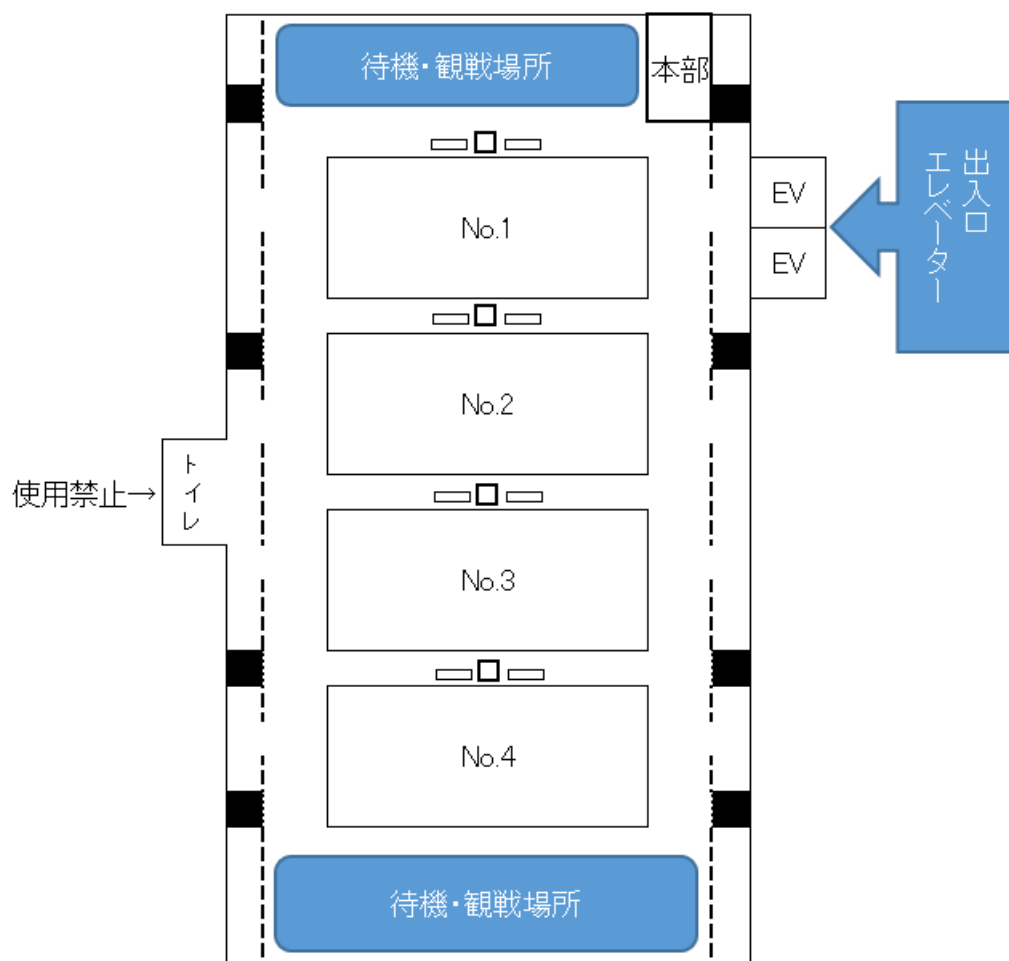 待機・観戦場所
本部
出入口
エレベーター
EV
EV
No.1
No.2
使用禁止→
トイレ
No.3
No.4
待機・観戦場所